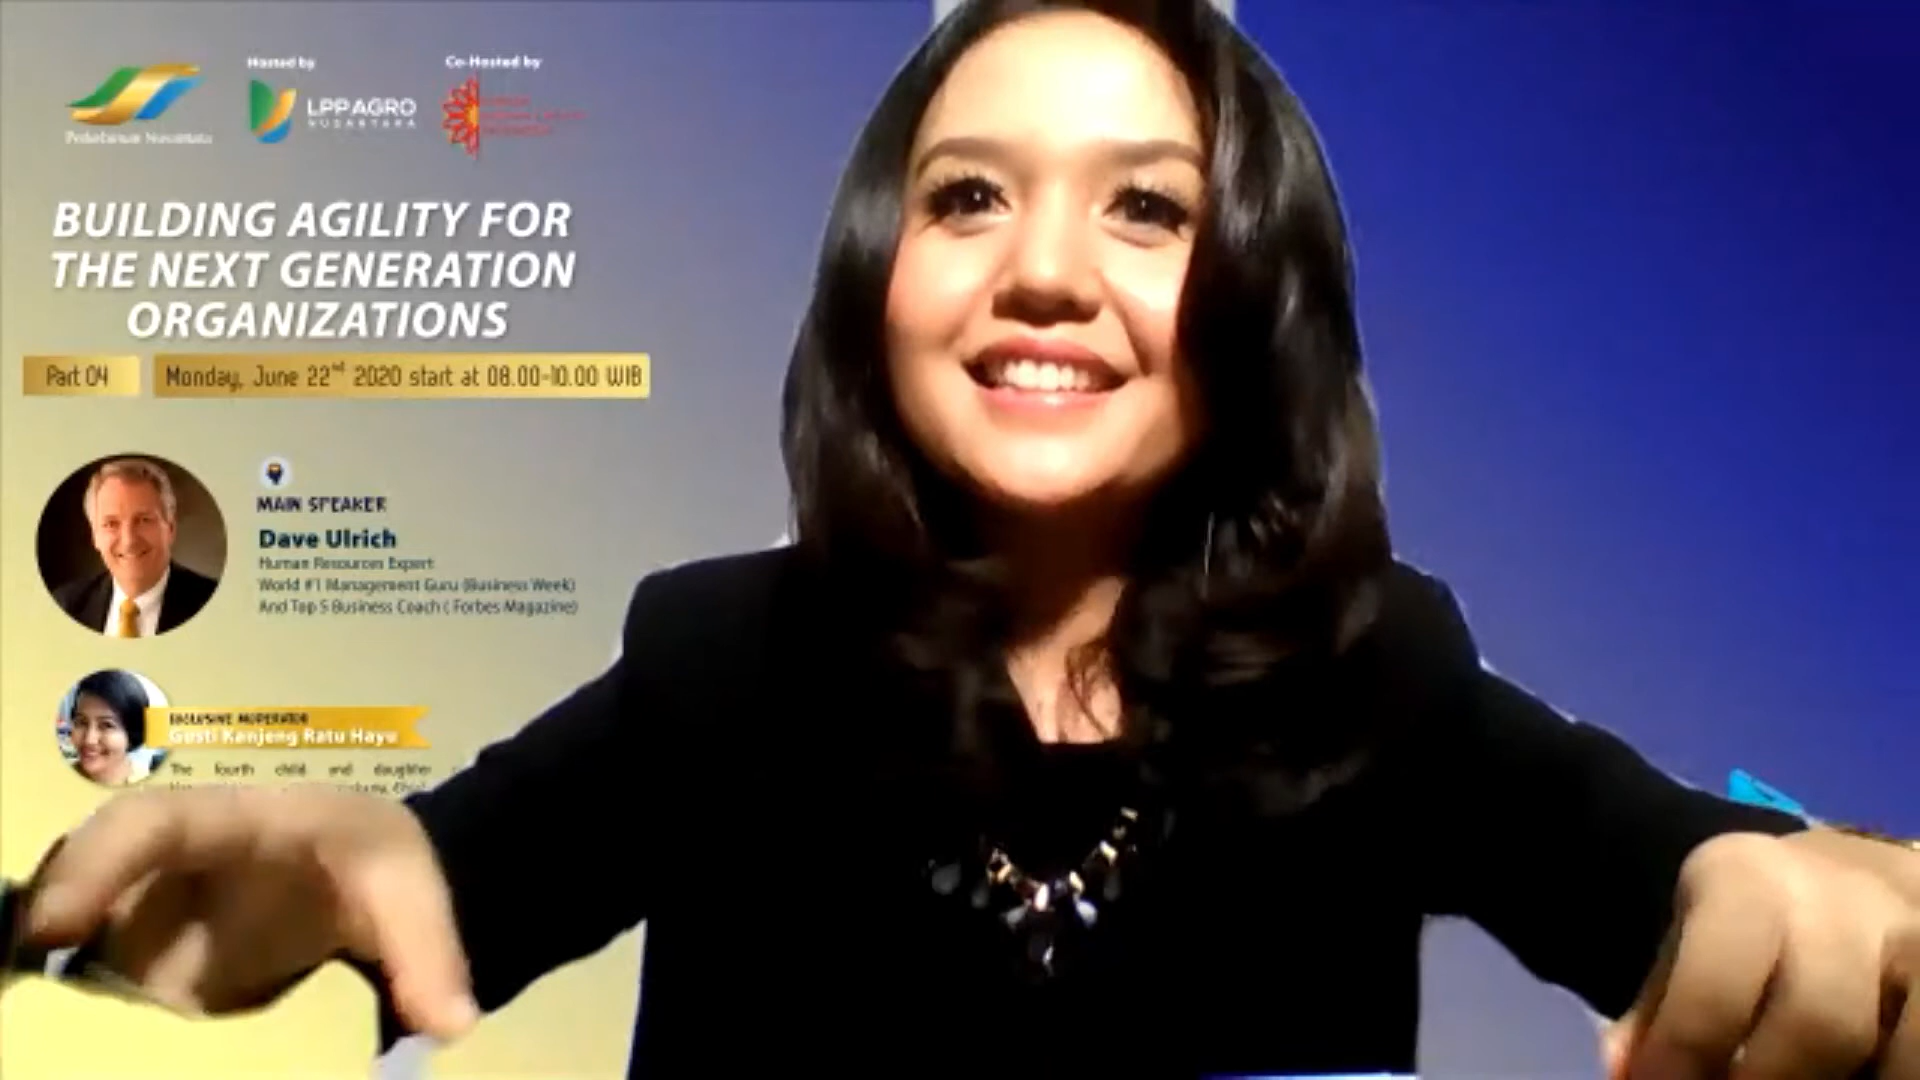 Hosted by
Co-Hosted by
LPP AGRO
NUSANTARA
Perkebunan Nusantara
BUILDING AGILITY FOR
THE NEXT GENERATION
ORGANIZATIONS
Part 04
Monday, June 22nd 2020 start at 08.00-10.00 WIB
MAIN SPEAKER
Dave Ulrich
Human Resources Expert
World #1 Management Guru (Business Week)
And Top 5 Business Coach ( Forbes Magazine)
EXCLUSIVE MODERATOR
Gusti Kanjeng Ratu Hayu
The fourth child and daughter